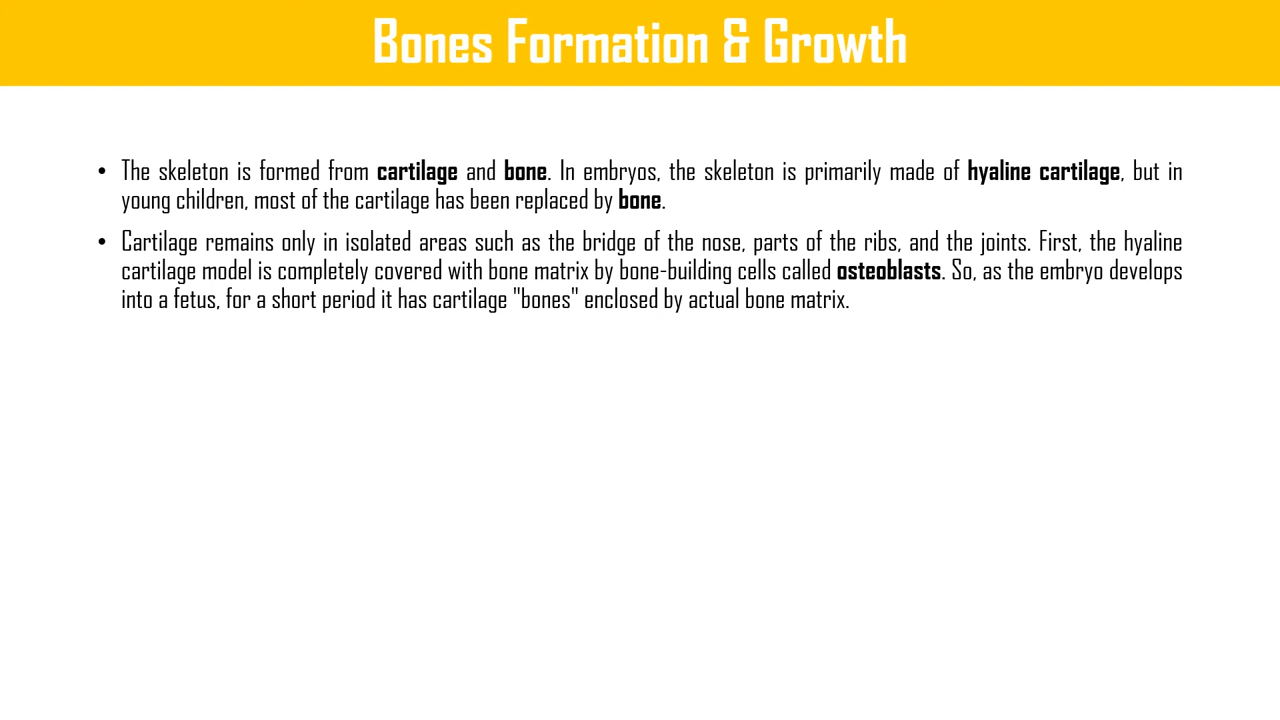 Bones Formation & Growth
• The skeleton is formed from cartilage and bone. In embryos, the skeleton is primarily made of hyaline cartilage, but in
young children, most of the cartilage has been replaced by bone.
• Cartilage remains only in isolated areas such as the bridge of the nose, parts of the ribs, and the joints. First, the hyaline
cartilage model is completely covered with bone matrix by bone-building cells called osteoblasts. So, as the embryo develops
into a fetus, for a short period it has cartilage "bones" enclosed by actual bone matrix.